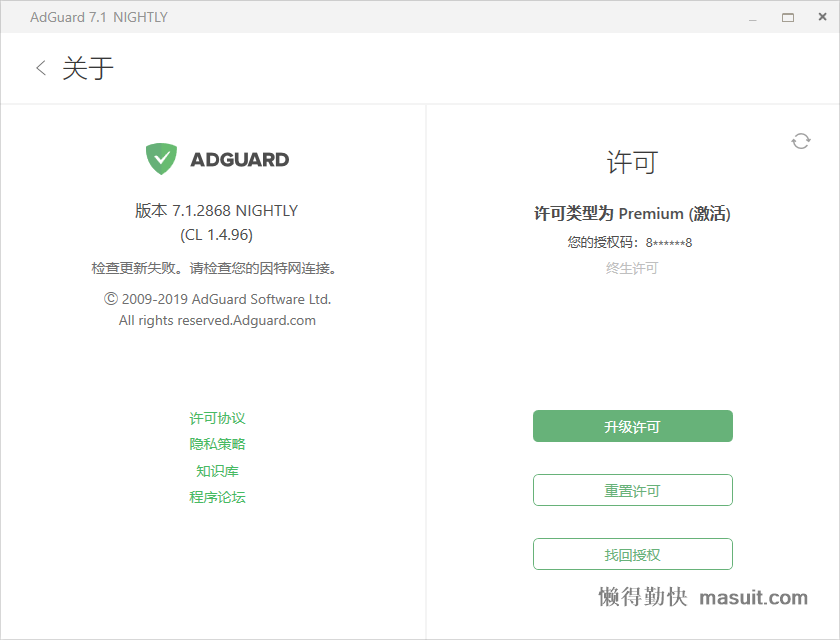 AdGuard 7.1 NIGHTLY
关于
ADGUARD
版本 7.1.2868 NIGHTLY
(CL 1.4.96)
检查更新失败。请检查您的因特网连接。
© 2009-2019 AdGuard Software Ltd.
All rights reserved.Adguard.com
许可协议
隐私策略
知识库
程序论坛
许可
许可类型为 Premium (激活)
您的授权码：8******8
终生许可
升级许可
重置许可
找回授权
懒得勤快 masuit.com